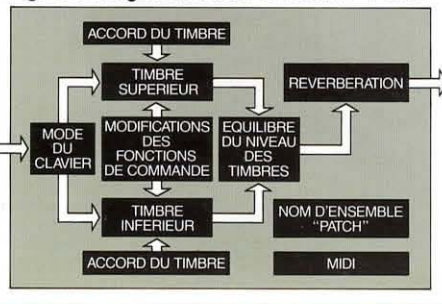 ACCORD DU TIMBRE
TIMBRE
SUPERIEUR
REVERBERATION
MODE
DU
CLAVIER
MODIFICATIONS
DES
FONCTIONS
DE COMMANDE
EQUILIBRE
DU NIVEAU
DES
TIMBRES
TIMBRE
INFERIEUR
NOM D'ENSEMBLE
"PATCH"
ACCORD DU TIMBRE
MIDI